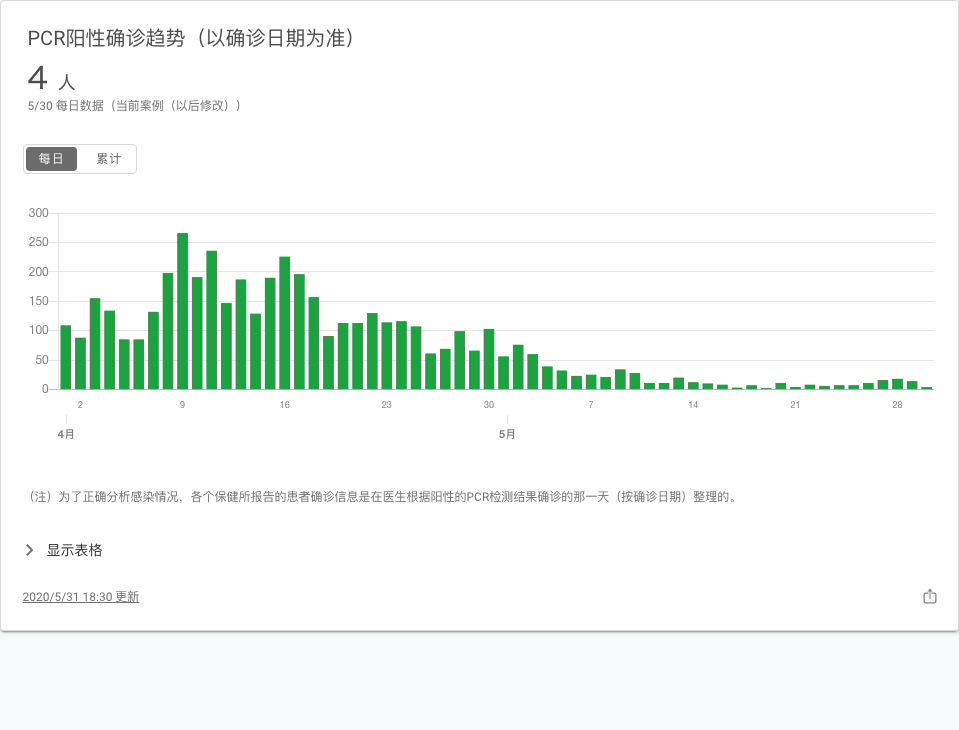 PCR阳性确诊趋势（以确诊日期为准）
4 人
5/30 每日数据（当前案例（以后修改））
每日 累计
300
250
200
150
100
50
0
2 9 16 23 30 7 14 21 28
4月 5月
（注）为了正确分析感染情况，各个保健所报告的患者确诊信息是在医生根据阳性的PCR检测结果确诊的那一天（按确诊日期）整理的。
显示表格
2020/5/31 18:30 更新